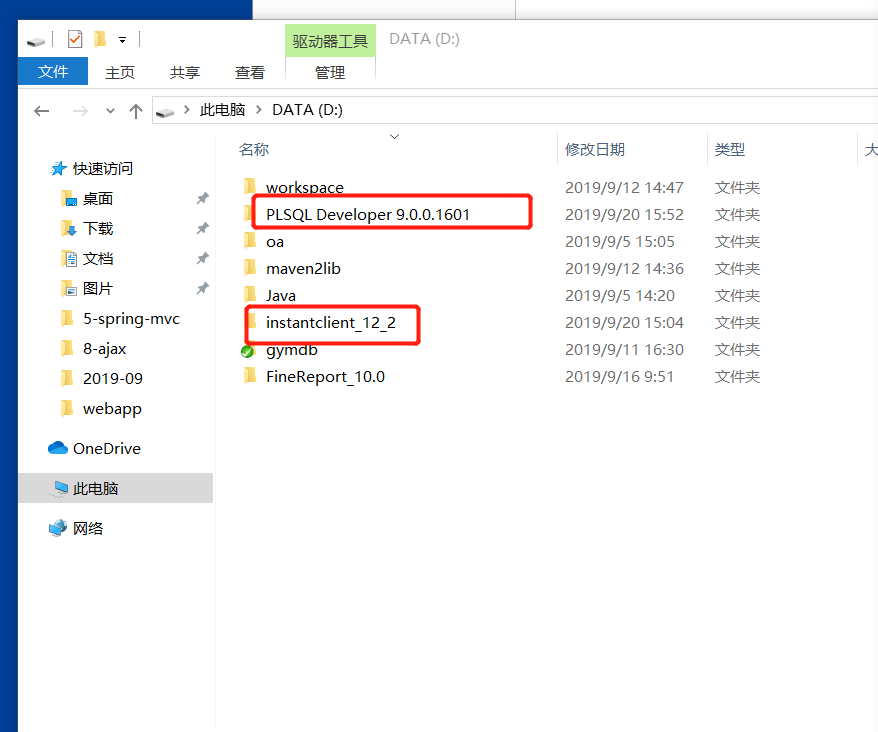 驱动器工具 DATA (D:)
文件 主页 共享 查看 管理
此电脑 DATA (D:)
名称 修改日期 类型 大
快速访问
桌面
下载
文档
图片
5-spring-mvc
8-ajax
2019-09
webapp
OneDrive
此电脑
网络
workspace 2019/9/12 14:47 文件夹
PLSQL Developer 9.0.0.1601 2019/9/20 15:52 文件夹
oa 2019/9/5 15:05 文件夹
maven2lib 2019/9/12 14:36 文件夹
Java 2019/9/5 14:20 文件夹
instantclient_12_2 2019/9/20 15:04 文件夹
gymdb 2019/9/11 16:30 文件夹
FineReport_10.0 2019/9/16 9:51 文件夹